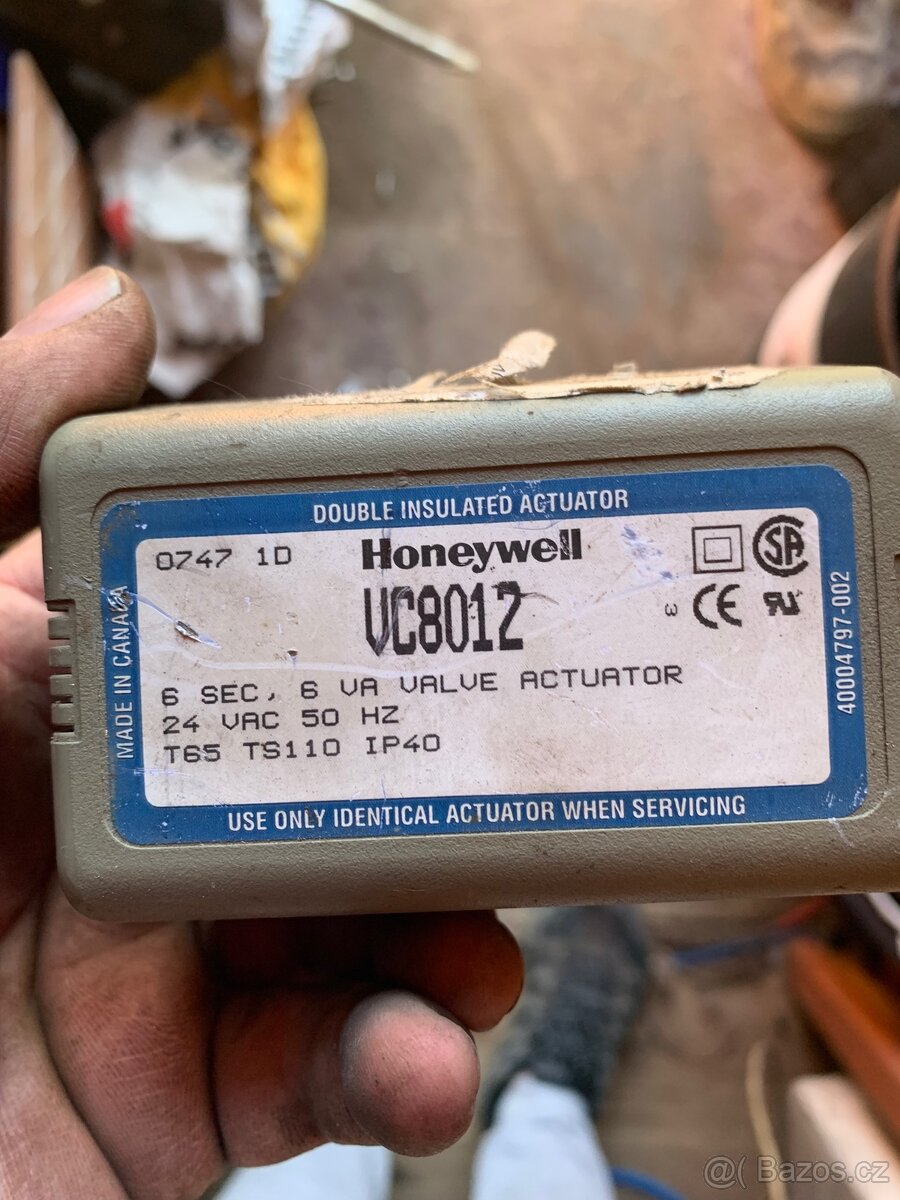 DOUBLE INSULATED ACTUATOR
0747 1D
Honeywell
VC8012
6 SEC, 6 VA VALVE ACTUATOR
24 VAC 50 HZ
T65 TS110 IP40
USE ONLY IDENTICAL ACTUATOR WHEN SERVICING
MADE IN CANADA
40004797-002
@( Bazos.cz